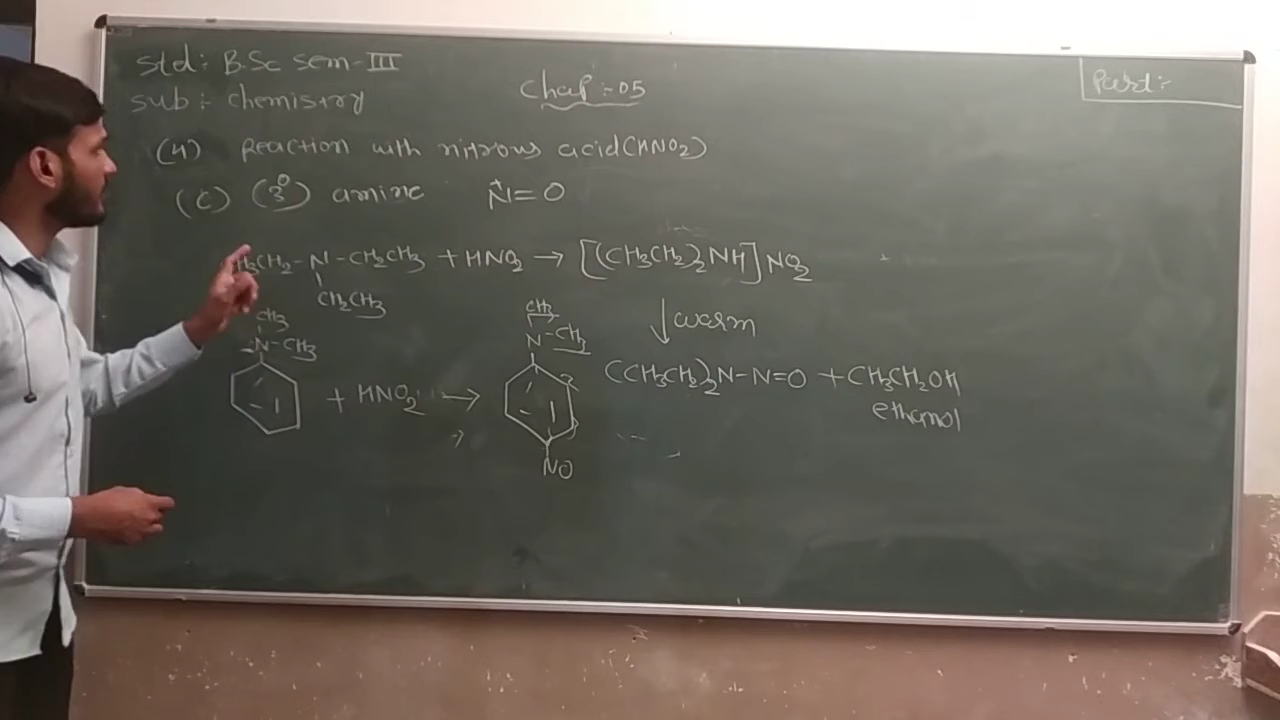 Std:- B.Sc Sem-III
Sub:- Chemistry
Chap:-05
Part:-
(4) Reaction with nitrous acid(HNO2)
(C) (3°) amine N⁺=O
H3CH2-N-CH2CH3 + HNO2 → [(CH3CH2)2NH]NO2
CH2CH3
↓ warm
(CH3CH2)2N-N=O + CH3CH2OH
ethanol
CH3
:N-CH3
+ HNO2 →
CH3
N-CH3
NO